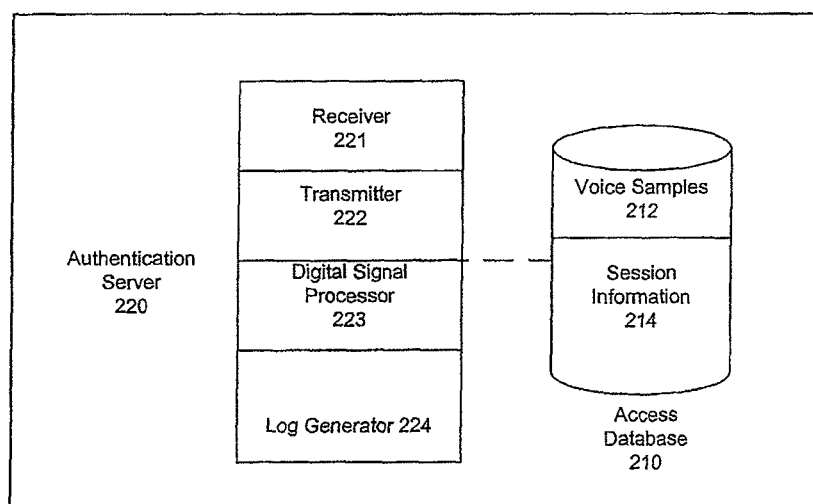 Receiver
221
Transmitter
222
Authentication
Server
220
Digital Signal
Processor
223
Log Generator 224
Voice Samples
212
Session
Information
214
Access
Database
210